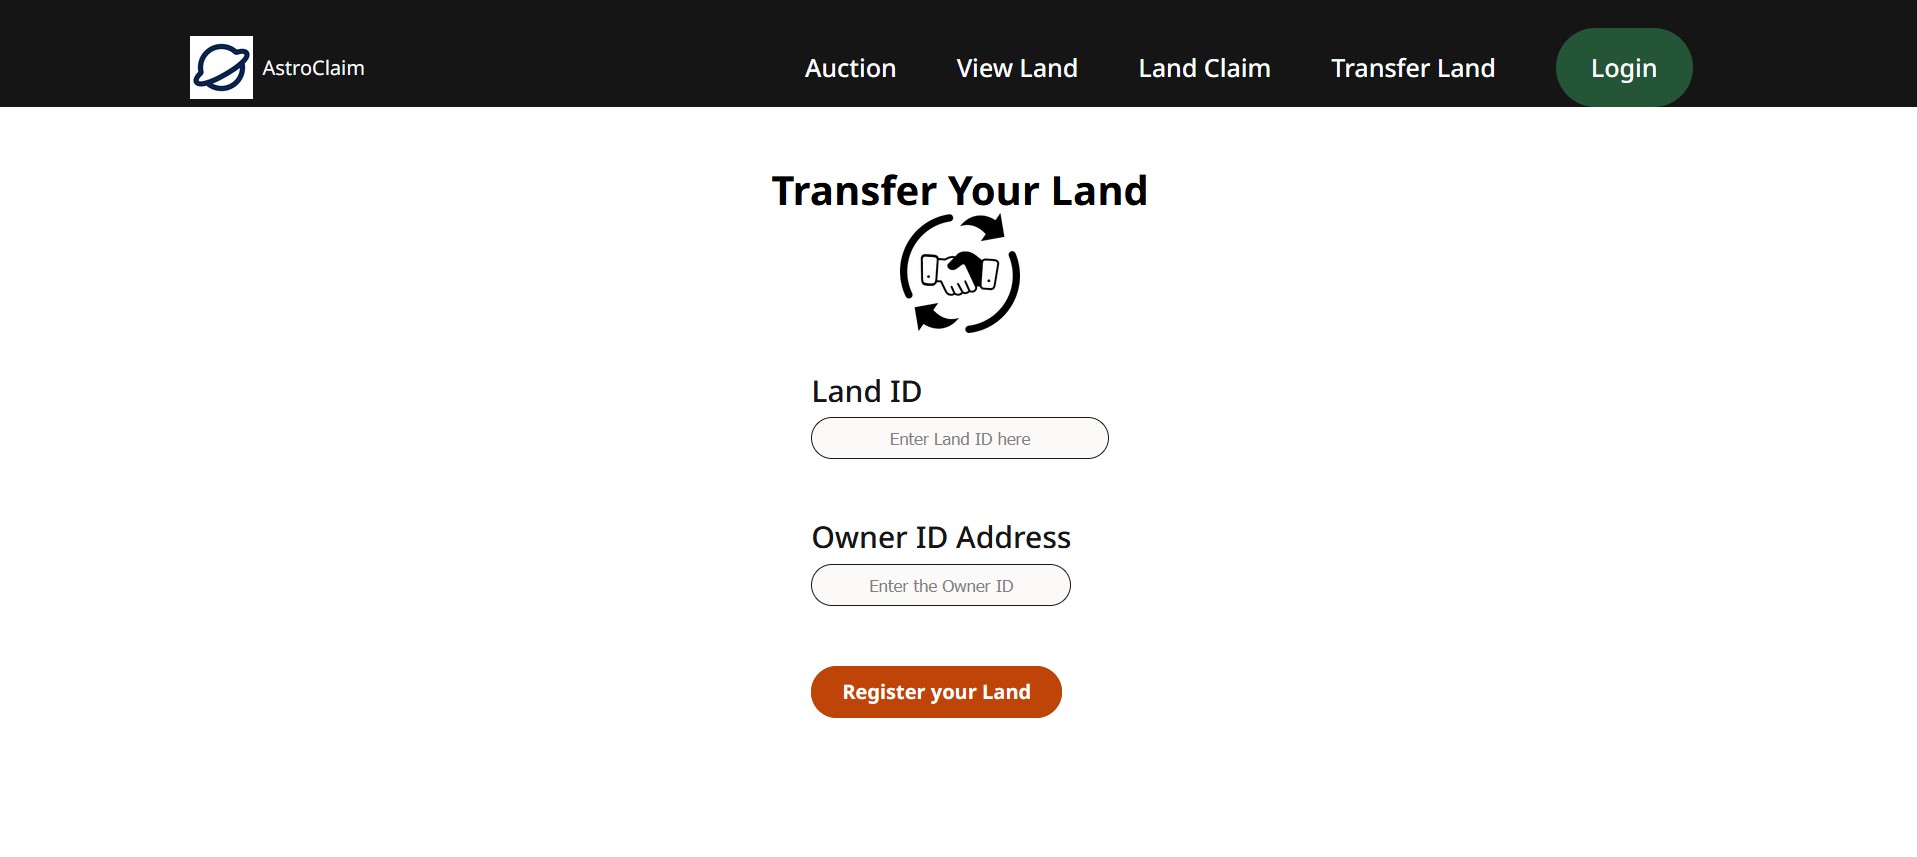 AstroClaim
Auction
View Land
Land Claim
Transfer Land
Login
Transfer Your Land
Land ID
Enter Land ID here
Owner ID Address
Enter the Owner ID
Register your Land